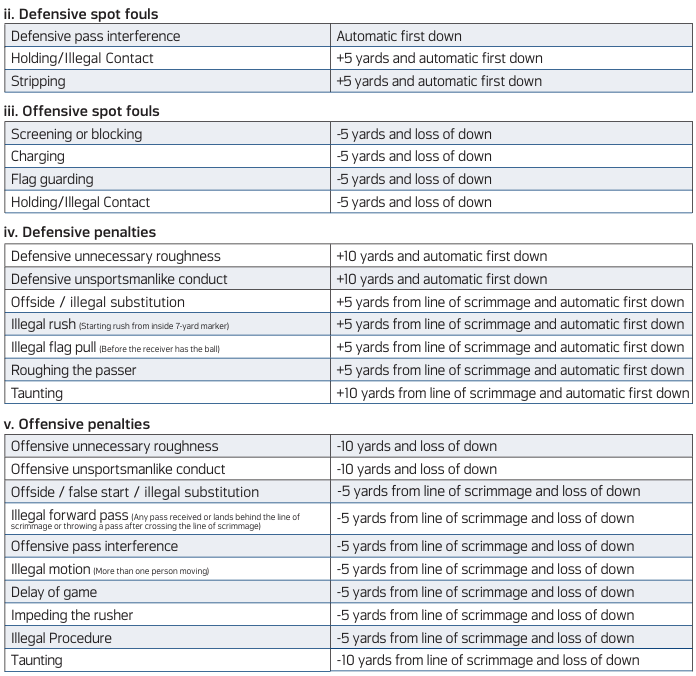 ii. Defensive spot fouls
Defensive pass interference Automatic first down
Holding/Illegal Contact +5 yards and automatic first down
Stripping +5 yards and automatic first down
iii. Offensive spot fouls
Screening or blocking -5 yards and loss of down
Charging -5 yards and loss of down
Flag guarding -5 yards and loss of down
Holding/Illegal Contact -5 yards and loss of down
iv. Defensive penalties
Defensive unnecessary roughness +10 yards and automatic first down
Defensive unsportsmanlike conduct +10 yards and automatic first down
Offside / illegal substitution +5 yards from line of scrimmage and automatic first down
Illegal rush (Starting rush from inside 7-yard marker) +5 yards from line of scrimmage and automatic first down
Illegal flag pull (Before the receiver has the ball) +5 yards from line of scrimmage and automatic first down
Roughing the passer +5 yards from line of scrimmage and automatic first down
Taunting +10 yards from line of scrimmage and automatic first down
v. Offensive penalties
Offensive unnecessary roughness -10 yards and loss of down
Offensive unsportsmanlike conduct -10 yards and loss of down
Offside / false start / illegal substitution -5 yards from line of scrimmage and loss of down
Illegal forward pass (Any pass received or lands behind the line of
scrimmage or throwing a pass after crossing the line of scrimmage) -5 yards from line of scrimmage and loss of down
Offensive pass interference -5 yards from line of scrimmage and loss of down
Illegal motion (More than one person moving) -5 yards from line of scrimmage and loss of down
Delay of game -5 yards from line of scrimmage and loss of down
Impeding the rusher -5 yards from line of scrimmage and loss of down
Illegal Procedure -5 yards from line of scrimmage and loss of down
Taunting -10 yards from line of scrimmage and loss of down